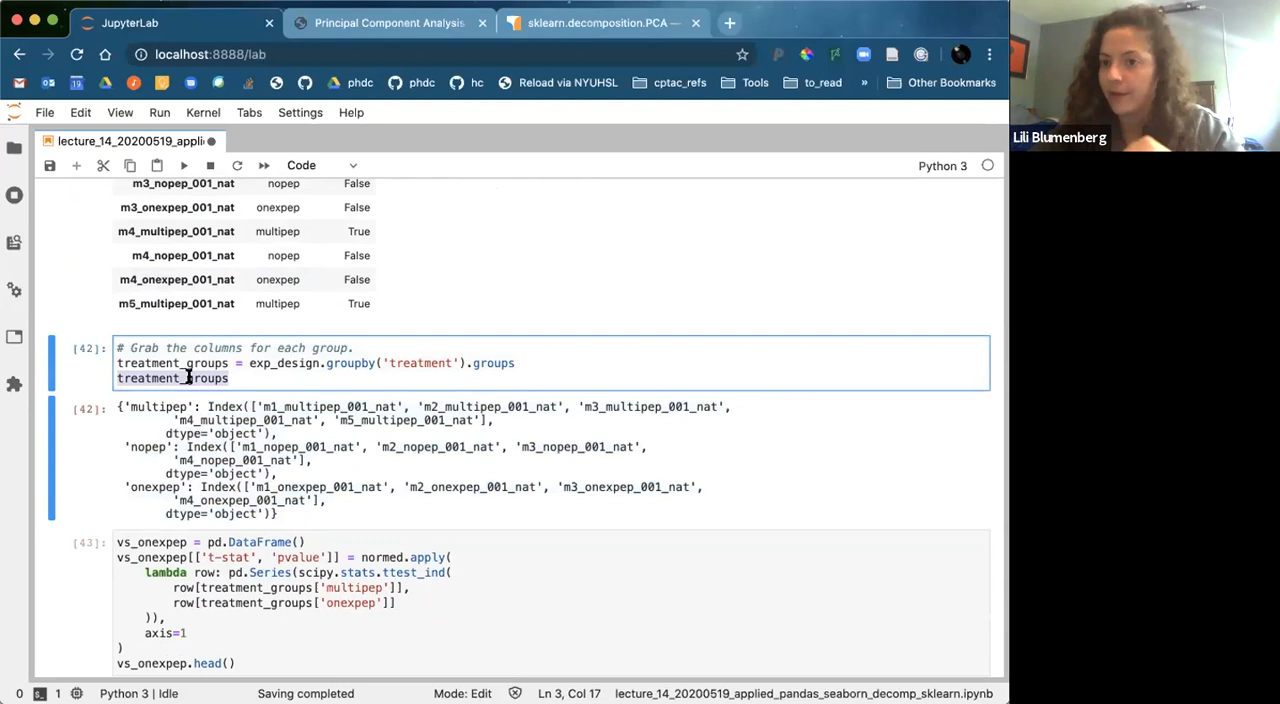 JupyterLab
Principal Component Analysis
sklearn.decomposition.PCA —
localhost:8888/lab
phdc
phdc
hc
Reload via NYUHSL
cptac_refs
Tools
to_read
»
Other Bookmarks
File
Edit
View
Run
Kernel
Tabs
Settings
Help
Lili Blumenberg
lecture_14_20200519_appli
Code
Python 3
m3_nopep_001_nat nopep False
m3_onexpep_001_nat onexpep False
m4_multipep_001_nat multipep True
m4_nopep_001_nat nopep False
m4_onexpep_001_nat onexpep False
m5_multipep_001_nat multipep True
[42]:
# Grab the columns for each group.
treatment_groups = exp_design.groupby('treatment').groups
treatment_groups
[42]:
{'multipep': Index(['m1_multipep_001_nat', 'm2_multipep_001_nat', 'm3_multipep_001_nat',
'm4_multipep_001_nat', 'm5_multipep_001_nat'],
dtype='object'),
'nopep': Index(['m1_nopep_001_nat', 'm2_nopep_001_nat', 'm3_nopep_001_nat',
'm4_nopep_001_nat'],
dtype='object'),
'onexpep': Index(['m1_onexpep_001_nat', 'm2_onexpep_001_nat', 'm3_onexpep_001_nat',
'm4_onexpep_001_nat'],
dtype='object')}
[43]:
vs_onexpep = pd.DataFrame()
vs_onexpep[['t-stat', 'pvalue']] = normed.apply(
lambda row: pd.Series(scipy.stats.ttest_ind(
row[treatment_groups['multipep']],
row[treatment_groups['onexpep']]
)),
axis=1
)
vs_onexpep.head()
0
1
Python 3 | Idle
Saving completed
Mode: Edit
Ln 3, Col 17
lecture_14_20200519_applied_pandas_seaborn_decomp_sklearn.ipynb